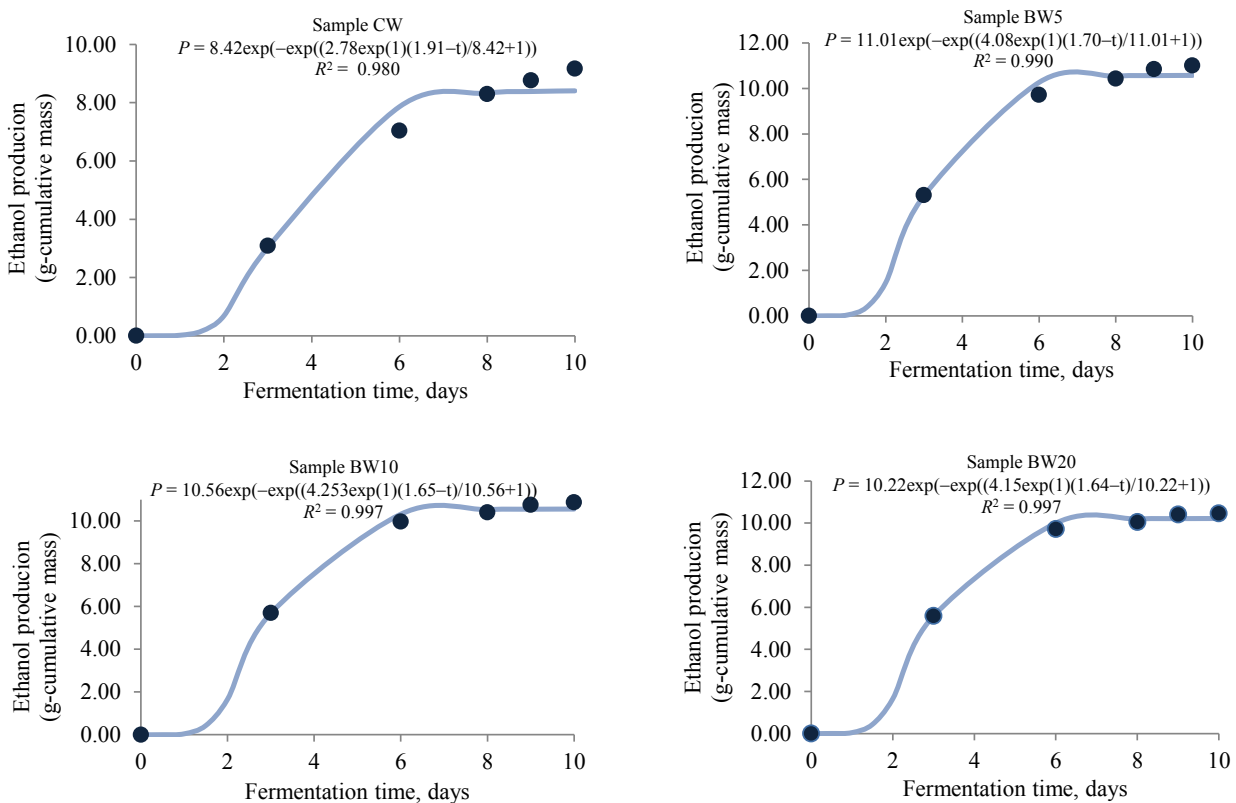 Sample CW
P = 8.42exp(−exp((2.78exp(1)(1.91−t)/8.42+1))
R² = 0.980
10.00
8.00
6.00
4.00
2.00
0.00
Ethanol producion
(g-cumulative mass)
0 2 4 6 8 10
Fermentation time, days
Sample BW5
P = 11.01exp(−exp((4.08exp(1)(1.70−t)/11.01+1))
R² = 0.990
12.00
10.00
8.00
6.00
4.00
2.00
0.00
Ethanol producion
(g-cumulative mass)
0 2 4 6 8 10
Fermentation time, days
Sample BW10
P = 10.56exp(−exp((4.253exp(1)(1.65−t)/10.56+1))
R² = 0.997
10.00
8.00
6.00
4.00
2.00
0.00
Ethanol producion
(g-cumulative mass)
0 2 4 6 8 10
Fermentation time, days
Sample BW20
P = 10.22exp(−exp((4.15exp(1)(1.64−t)/10.22+1))
R² = 0.997
12.00
10.00
8.00
6.00
4.00
2.00
0.00
Ethanol producion
(g-cumulative mass)
0 2 4 6 8 10
Fermentation time, days